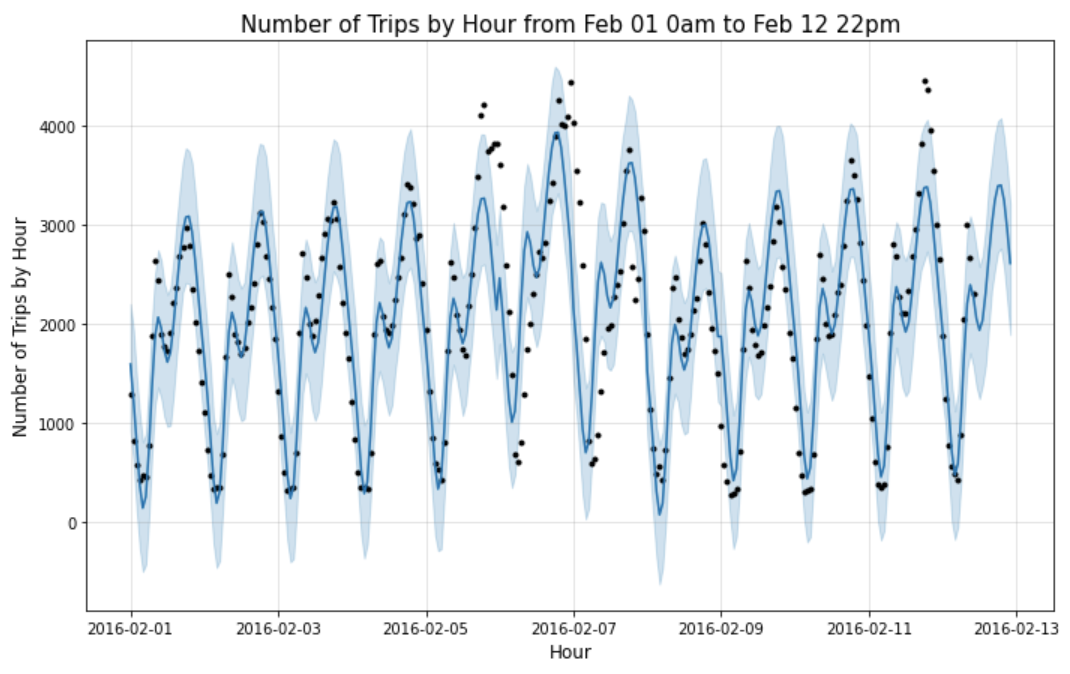 Number of Trips by Hour from Feb 01 0am to Feb 12 22pm
Number of Trips by Hour
4000
3000
2000
1000
0
2016-02-01 2016-02-03 2016-02-05 2016-02-07 2016-02-09 2016-02-11 2016-02-13
Hour